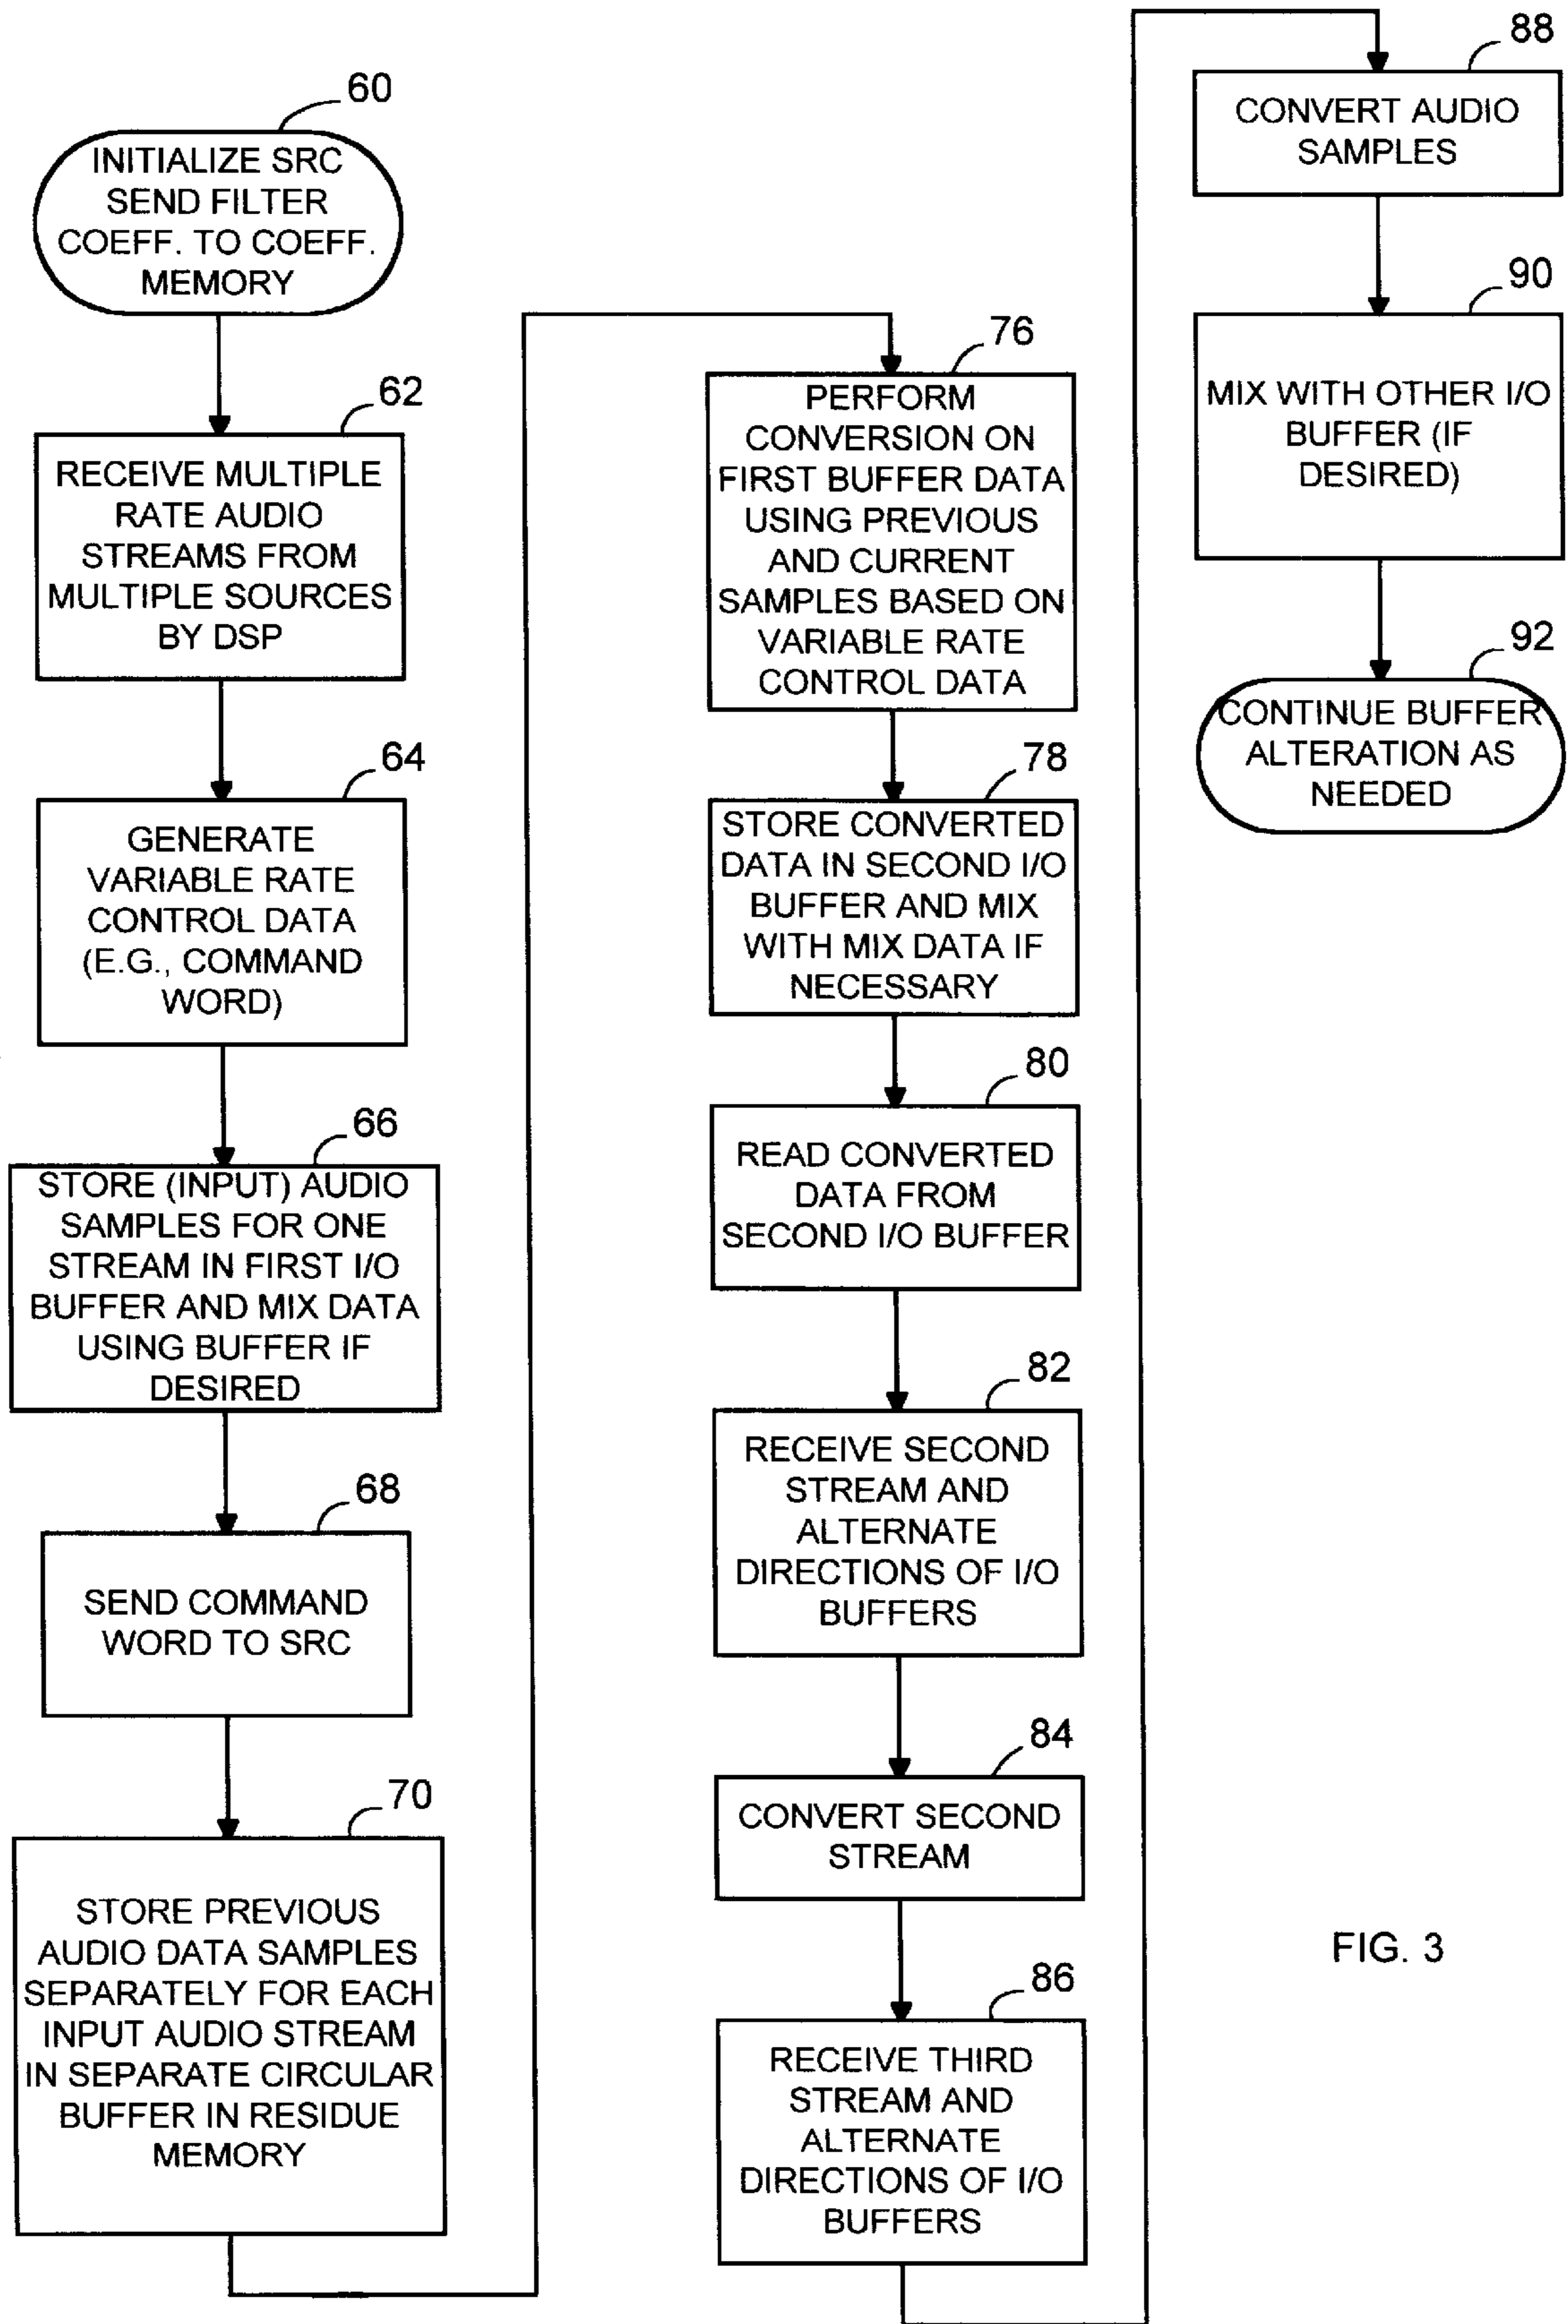 60
INITIALIZE SRC
SEND FILTER
COEFF. TO COEFF.
MEMORY
62
RECEIVE MULTIPLE
RATE AUDIO
STREAMS FROM
MULTIPLE SOURCES
BY DSP
64
GENERATE
VARIABLE RATE
CONTROL DATA
(E.G., COMMAND
WORD)
66
STORE (INPUT) AUDIO
SAMPLES FOR ONE
STREAM IN FIRST I/O
BUFFER AND MIX DATA
USING BUFFER IF
DESIRED
68
SEND COMMAND
WORD TO SRC
70
STORE PREVIOUS
AUDIO DATA SAMPLES
SEPARATELY FOR EACH
INPUT AUDIO STREAM
IN SEPARATE CIRCULAR
BUFFER IN RESIDUE
MEMORY
76
PERFORM
CONVERSION ON
FIRST BUFFER DATA
USING PREVIOUS
AND CURRENT
SAMPLES BASED ON
VARIABLE RATE
CONTROL DATA
78
STORE CONVERTED
DATA IN SECOND I/O
BUFFER AND MIX
WITH MIX DATA IF
NECESSARY
80
READ CONVERTED
DATA FROM
SECOND I/O BUFFER
82
RECEIVE SECOND
STREAM AND
ALTERNATE
DIRECTIONS OF I/O
BUFFERS
84
CONVERT SECOND
STREAM
86
RECEIVE THIRD
STREAM AND
ALTERNATE
DIRECTIONS OF I/O
BUFFERS
88
CONVERT AUDIO
SAMPLES
90
MIX WITH OTHER I/O
BUFFER (IF
DESIRED)
92
CONTINUE BUFFER
ALTERATION AS
NEEDED
FIG. 3